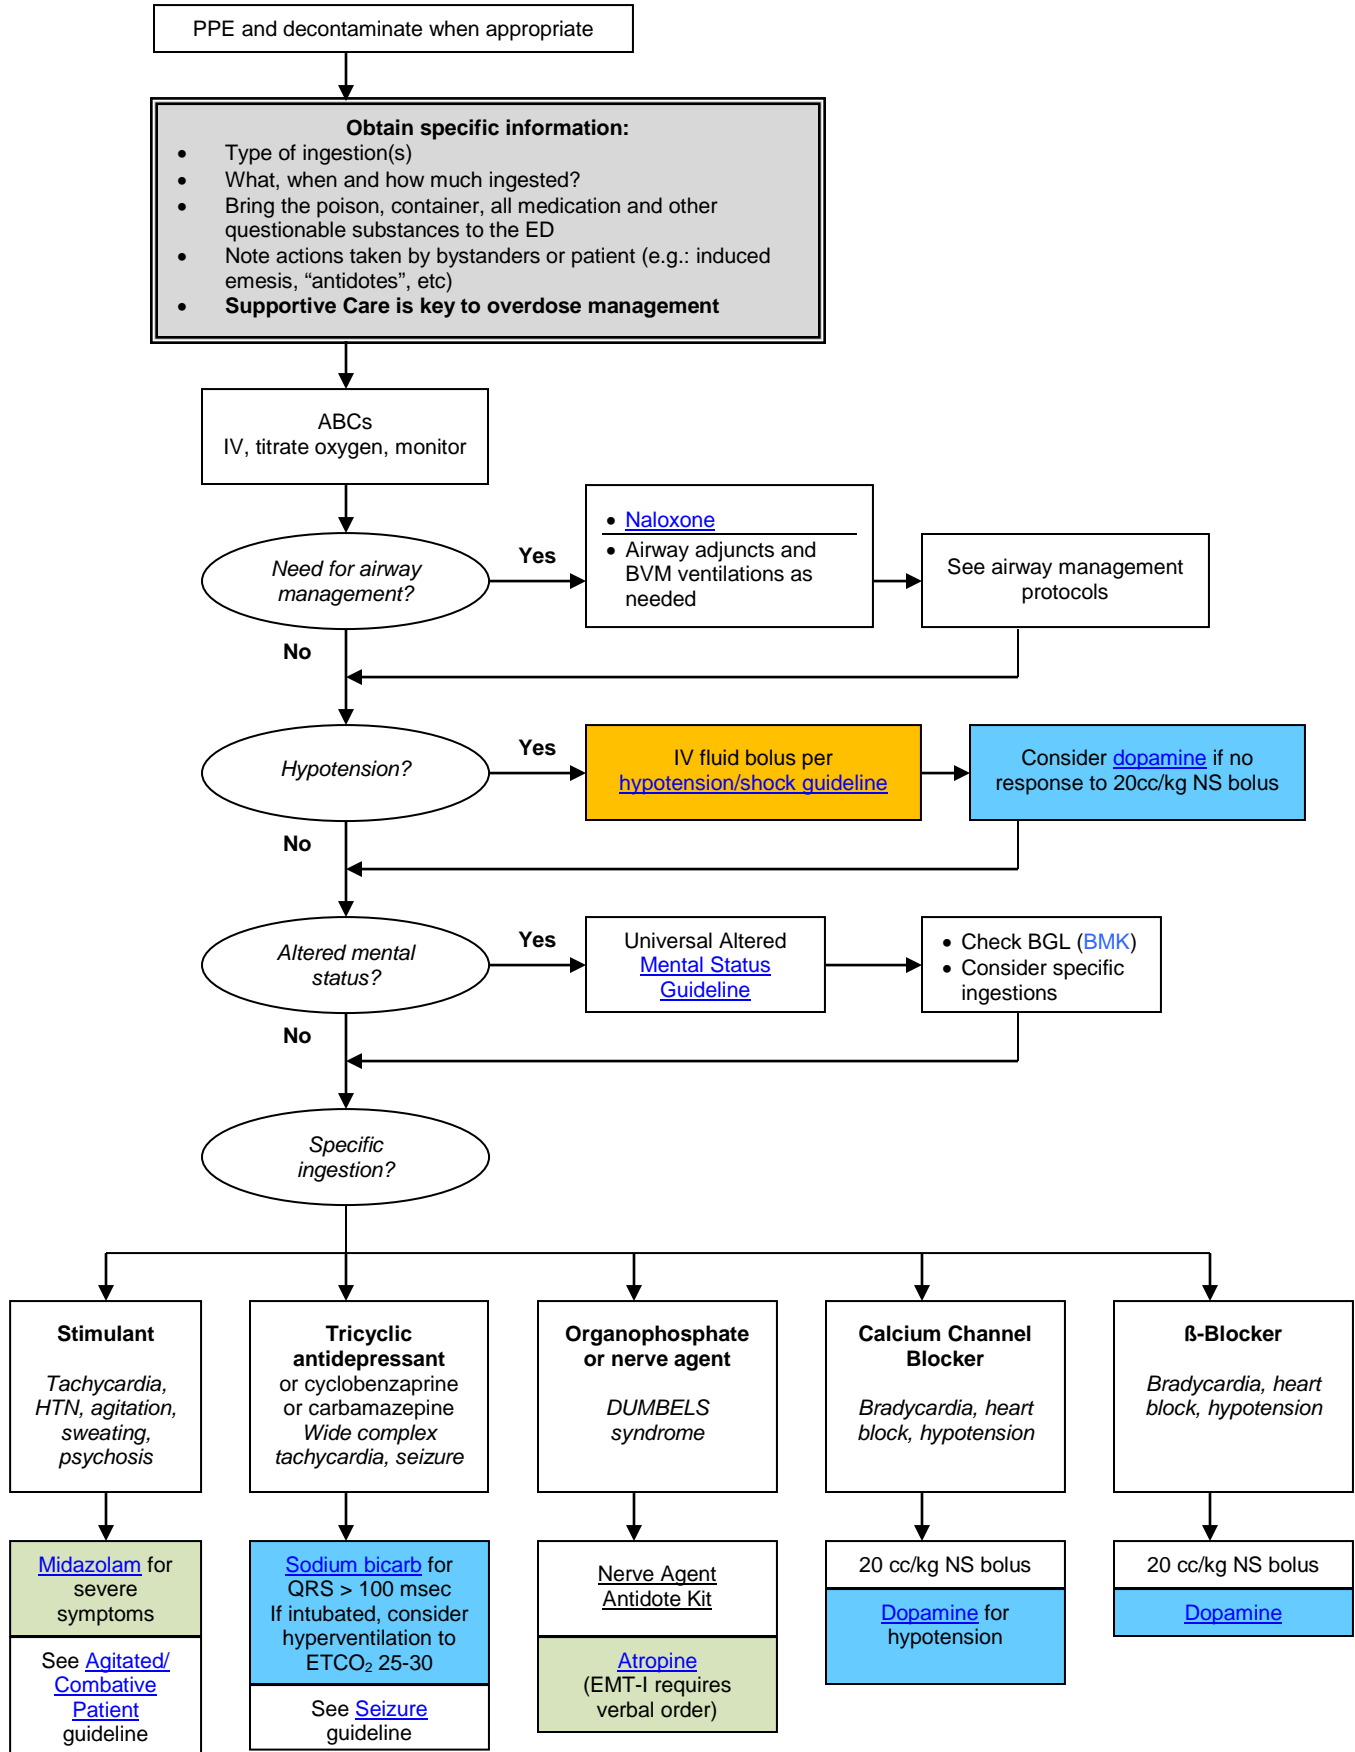 PPE and decontaminate when appropriate
Obtain specific information:
• Type of ingestion(s)
• What, when and how much ingested?
• Bring the poison, container, all medication and other
questionable substances to the ED
• Note actions taken by bystanders or patient (e.g.: induced
emesis, “antidotes”, etc)
• Supportive Care is key to overdose management
ABCs
IV, titrate oxygen, monitor
Need for airway
management?
Yes
• Naloxone
• Airway adjuncts and
BVM ventilations as
needed
See airway management
protocols
No
Hypotension?
Yes
IV fluid bolus per
hypotension/shock guideline
Consider dopamine if no
response to 20cc/kg NS bolus
No
Altered mental
status?
Yes
Universal Altered
Mental Status
Guideline
• Check BGL (BMK)
• Consider specific
ingestions
No
Specific
ingestion?
Stimulant
Tachycardia,
HTN, agitation,
sweating,
psychosis
Midazolam for
severe
symptoms
See Agitated/
Combative
Patient
guideline
Tricyclic
antidepressant
or cyclobenzaprine
or carbamazepine
Wide complex
tachycardia, seizure
Sodium bicarb for
QRS > 100 msec
If intubated, consider
hyperventilation to
ETCO₂ 25-30
See Seizure
guideline
Organophosphate
or nerve agent
DUMBELS
syndrome
Nerve Agent
Antidote Kit
Atropine
(EMT-I requires
verbal order)
Calcium Channel
Blocker
Bradycardia, heart
block, hypotension
20 cc/kg NS bolus
Dopamine for
hypotension
ß-Blocker
Bradycardia, heart
block, hypotension
20 cc/kg NS bolus
Dopamine